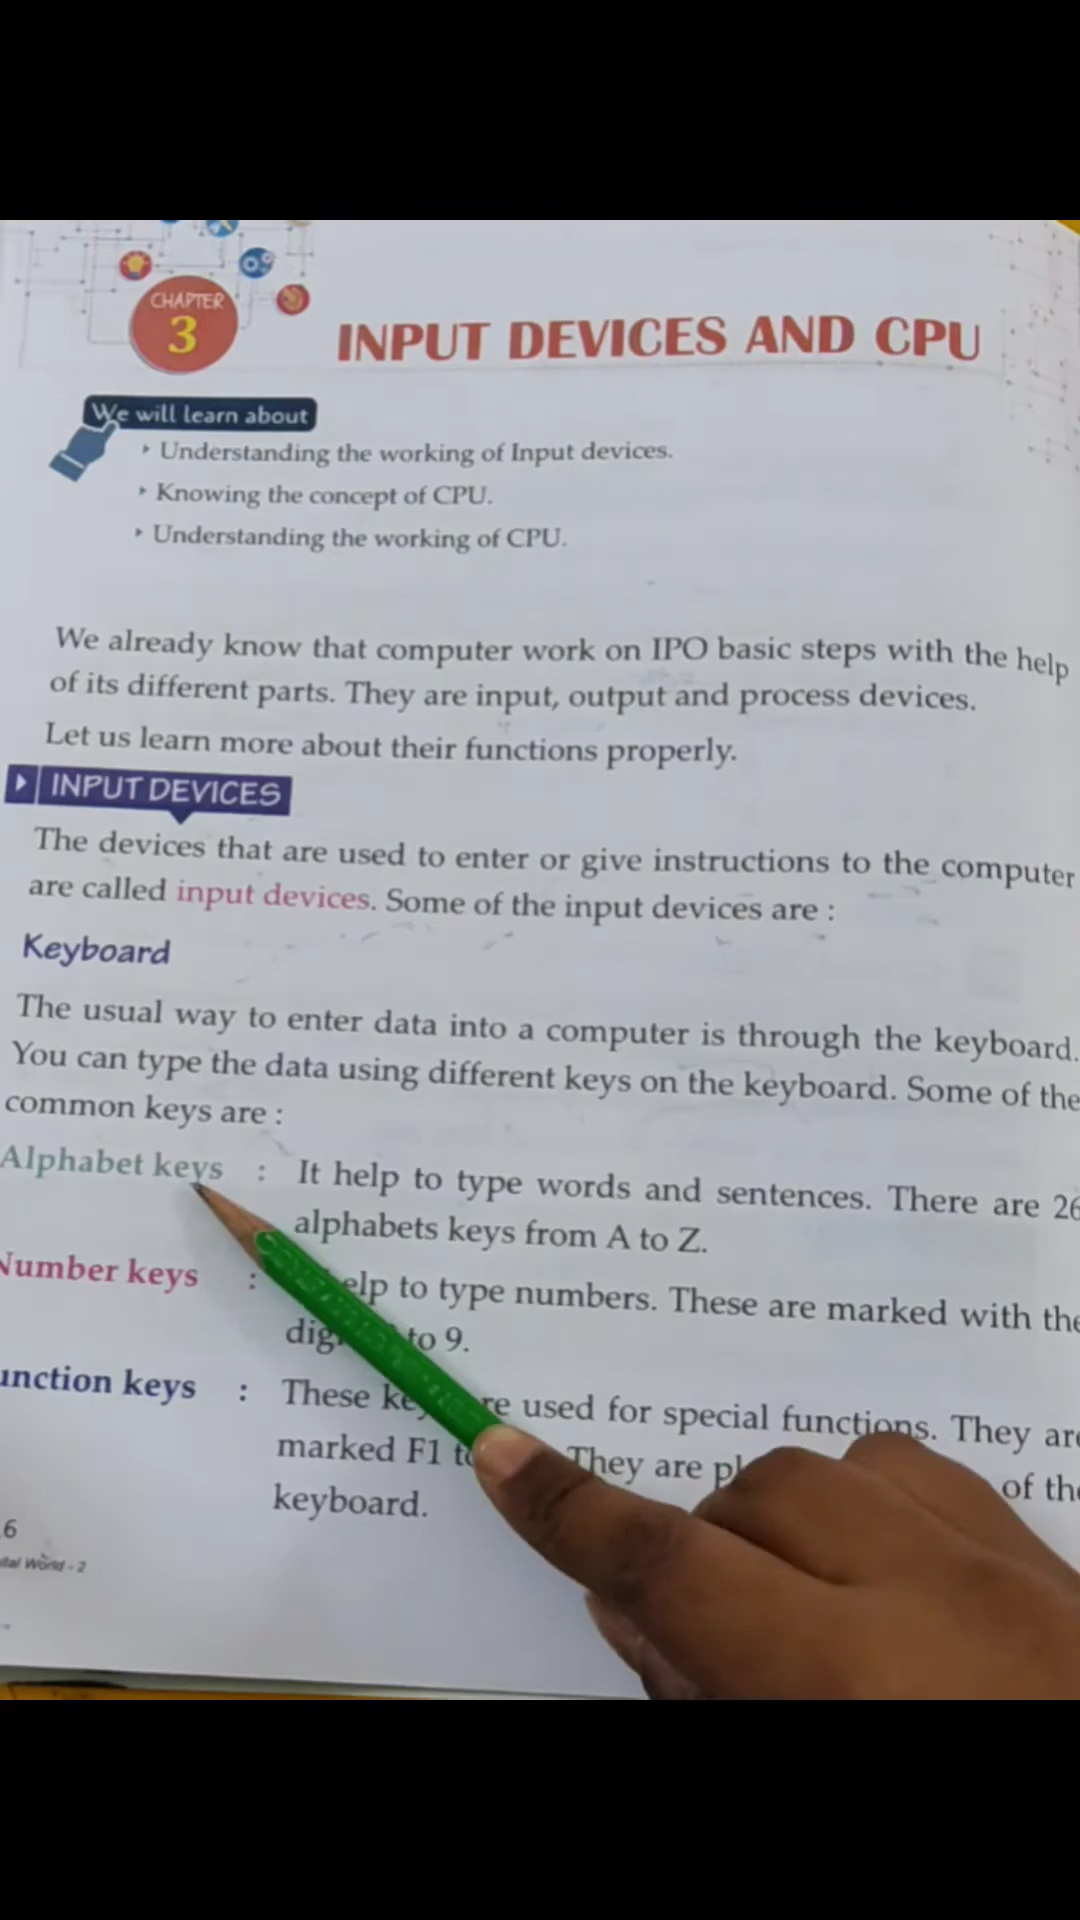 CHAPTER
3
INPUT DEVICES AND CPU
We will learn about
‣ Understanding the working of Input devices.
‣ Knowing the concept of CPU.
‣ Understanding the working of CPU.
We already know that computer work on IPO basic steps with the help
of its different parts. They are input, output and process devices.
Let us learn more about their functions properly.
INPUT DEVICES
The devices that are used to enter or give instructions to the computer
are called input devices. Some of the input devices are :
Keyboard
The usual way to enter data into a computer is through the keyboard.
You can type the data using different keys on the keyboard. Some of the
common keys are :
Alphabet keys : It help to type words and sentences. There are 26
alphabets keys from A to Z.
Number keys : help to type numbers. These are marked with the
to 9.
unction keys : These used for special functions. They are
marked F1 They are of the
keyboard.
6
World - 2